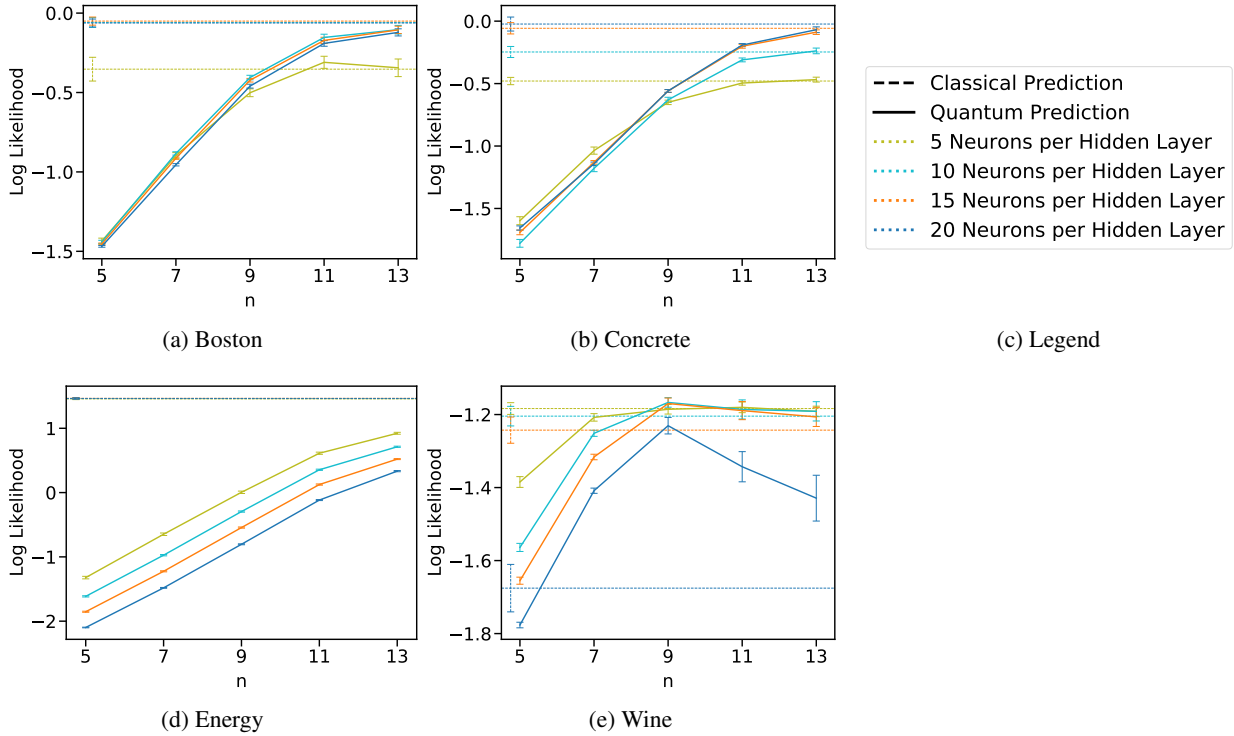 0.0
−0.5
−1.0
−1.5
Log Likelihood
5 7 9 11 13
n
(a) Boston
0.0
−0.5
−1.0
−1.5
Log Likelihood
5 7 9 11 13
n
(b) Concrete
Classical Prediction
Quantum Prediction
5 Neurons per Hidden Layer
10 Neurons per Hidden Layer
15 Neurons per Hidden Layer
20 Neurons per Hidden Layer
(c) Legend
1
0
−1
−2
Log Likelihood
5 7 9 11 13
n
(d) Energy
−1.2
−1.4
−1.6
−1.8
Log Likelihood
5 7 9 11 13
n
(e) Wine